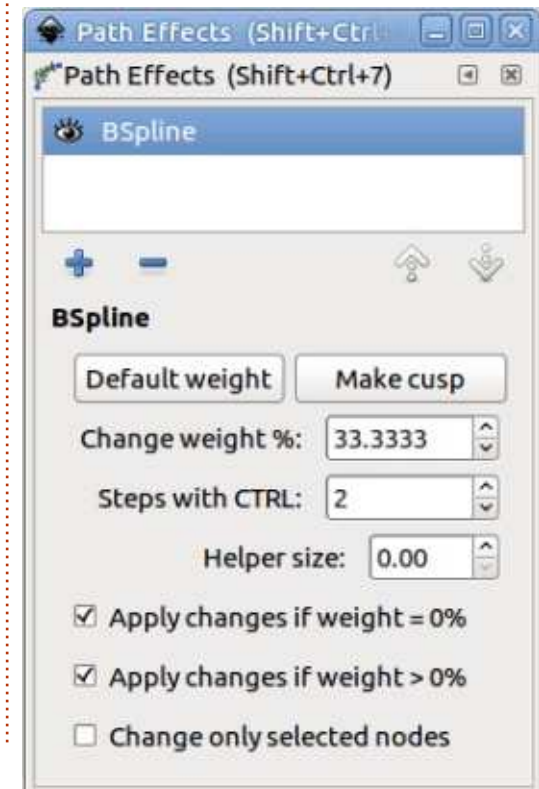 Path Effects (Shift+Ctrl
Path Effects (Shift+Ctrl+7)
BSpline
BSpline
Default weight Make cusp
Change weight %: 33.3333
Steps with CTRL: 2
Helper size: 0.00
Apply changes if weight = 0%
Apply changes if weight > 0%
Change only selected nodes